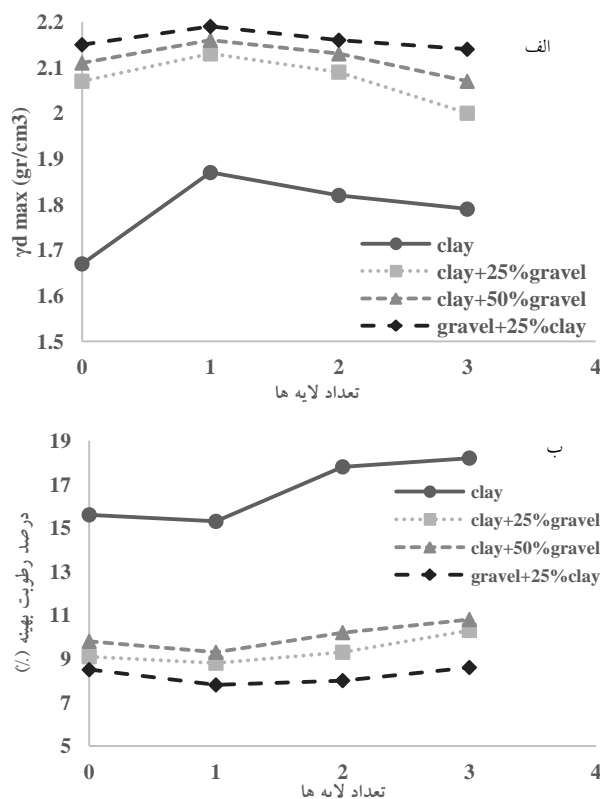 الف
2.2
2.1
2
1.9
1.8
1.7
1.6
1.5
γd max (gr/cm3)
clay
clay+25%gravel
clay+50%gravel
gravel+25%clay
0 1 2 3 4
تعداد لایه ها
ب
19
17
15
13
11
9
7
5
درصد رطوبت بهینه (٪)
clay
clay+25%gravel
clay+50%gravel
gravel+25%clay
0 1 2 3 4
تعداد لایه ها